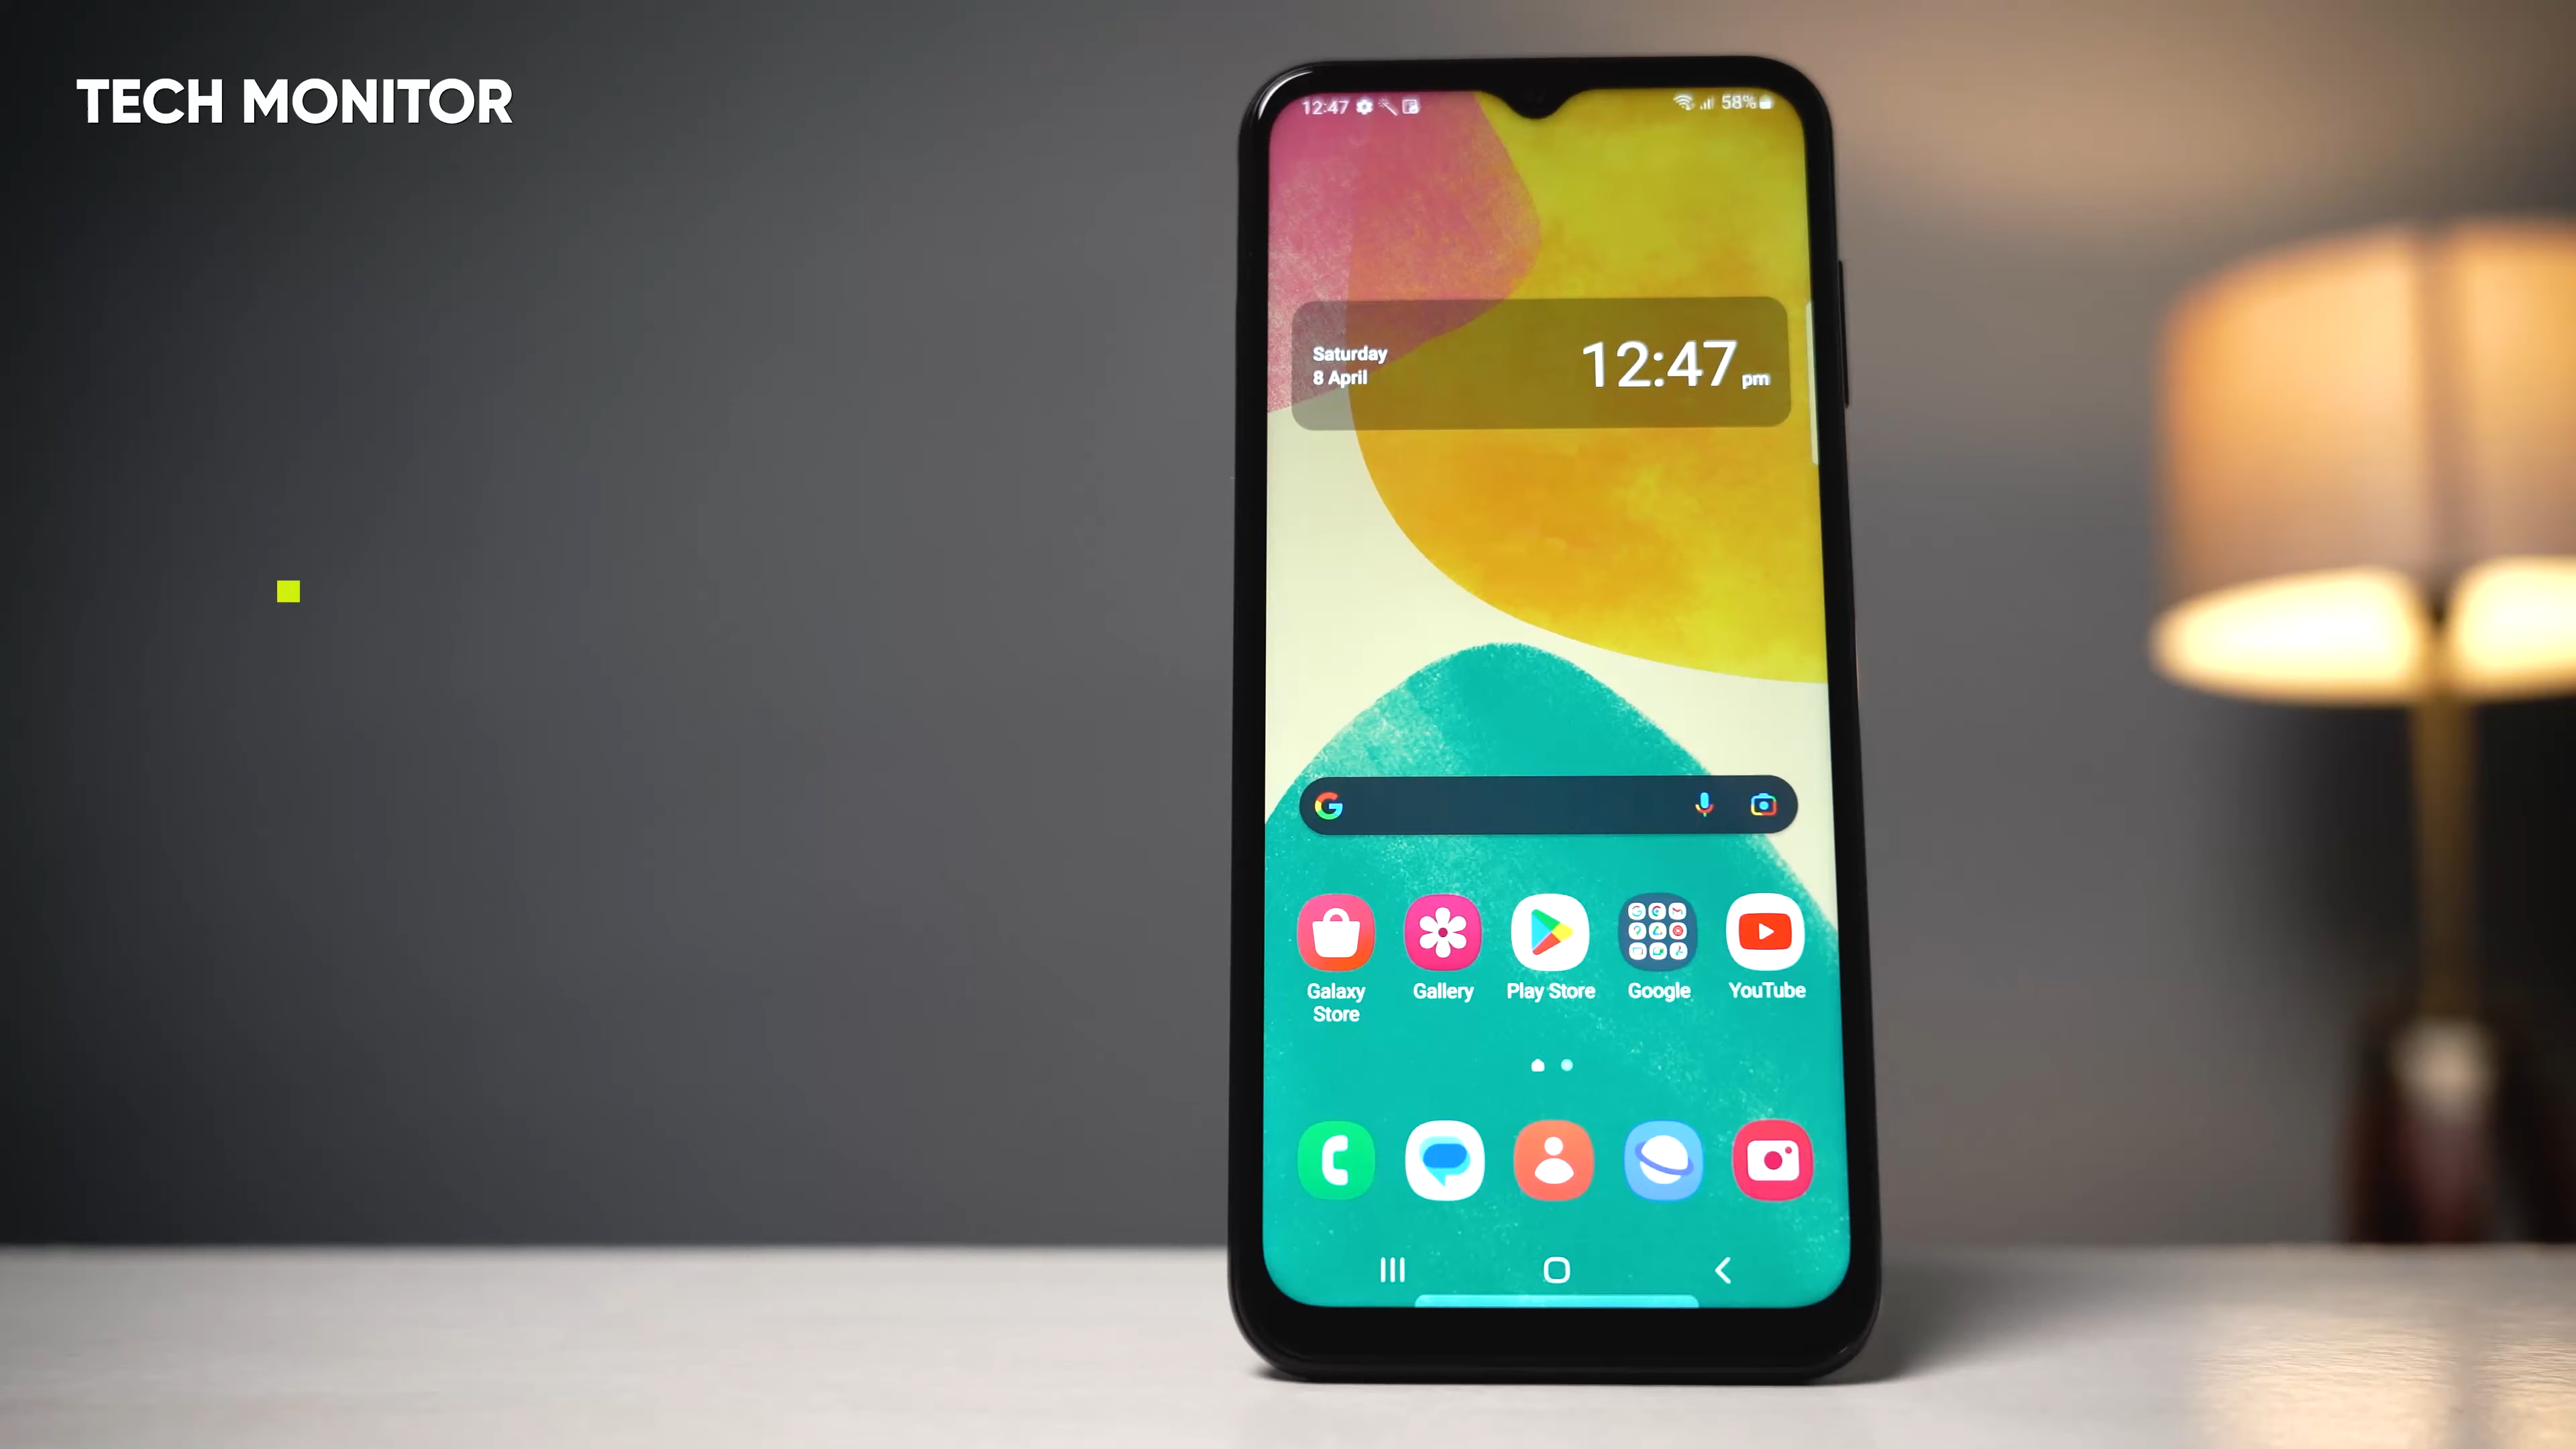 TECH MONITOR
12:47
58%
Saturday
8 April
12:47 pm
Galaxy
Store
Gallery
Play Store
Google
YouTube